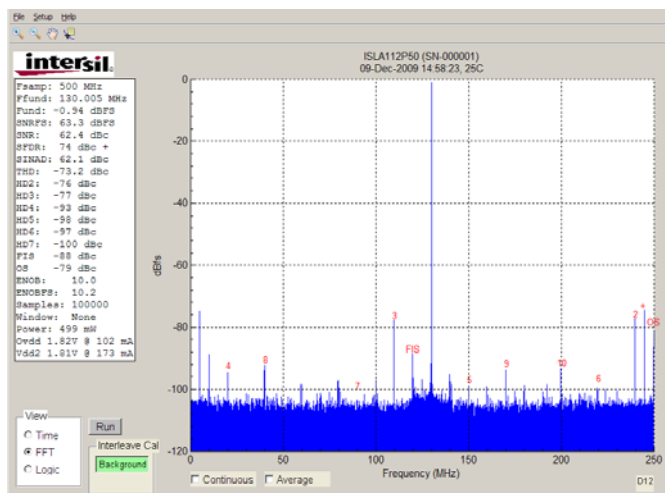 File Setup Help
intersil
Fsamp: 500 MHz
Ffund: 130.005 MHz
Fund: -0.94 dBFS
SNRFS: 63.3 dBFS
SNR: 62.4 dBc
SFDR: 74 dBc +
SINAD: 62.1 dBc
THD: -73.2 dBc
HD2: -76 dBc
HD3: -77 dBc
HD4: -93 dBc
HD5: -98 dBc
HD6: -97 dBc
HD7: -100 dBc
FIS -88 dBc
OS -79 dBc
ENOB: 10.0
ENOBFS: 10.2
Samples: 100000
Window: None
Power: 499 mW
Ovdd 1.82V @ 102 mA
Vdd2 1.81V @ 173 mA
View
Time
FFT
Logic
Run
Interleave Cal
Background
ISLA112P50 (SN-000001)
09-Dec-2009 14:58:23, 25C
0
-20
-40
-60
-80
-100
-120
dBfs
4
8
7
3
FIS
5
9
10
6
2
+
OS
0 50 100 150 200 250
Frequency (MHz)
Continuous
Average
D12